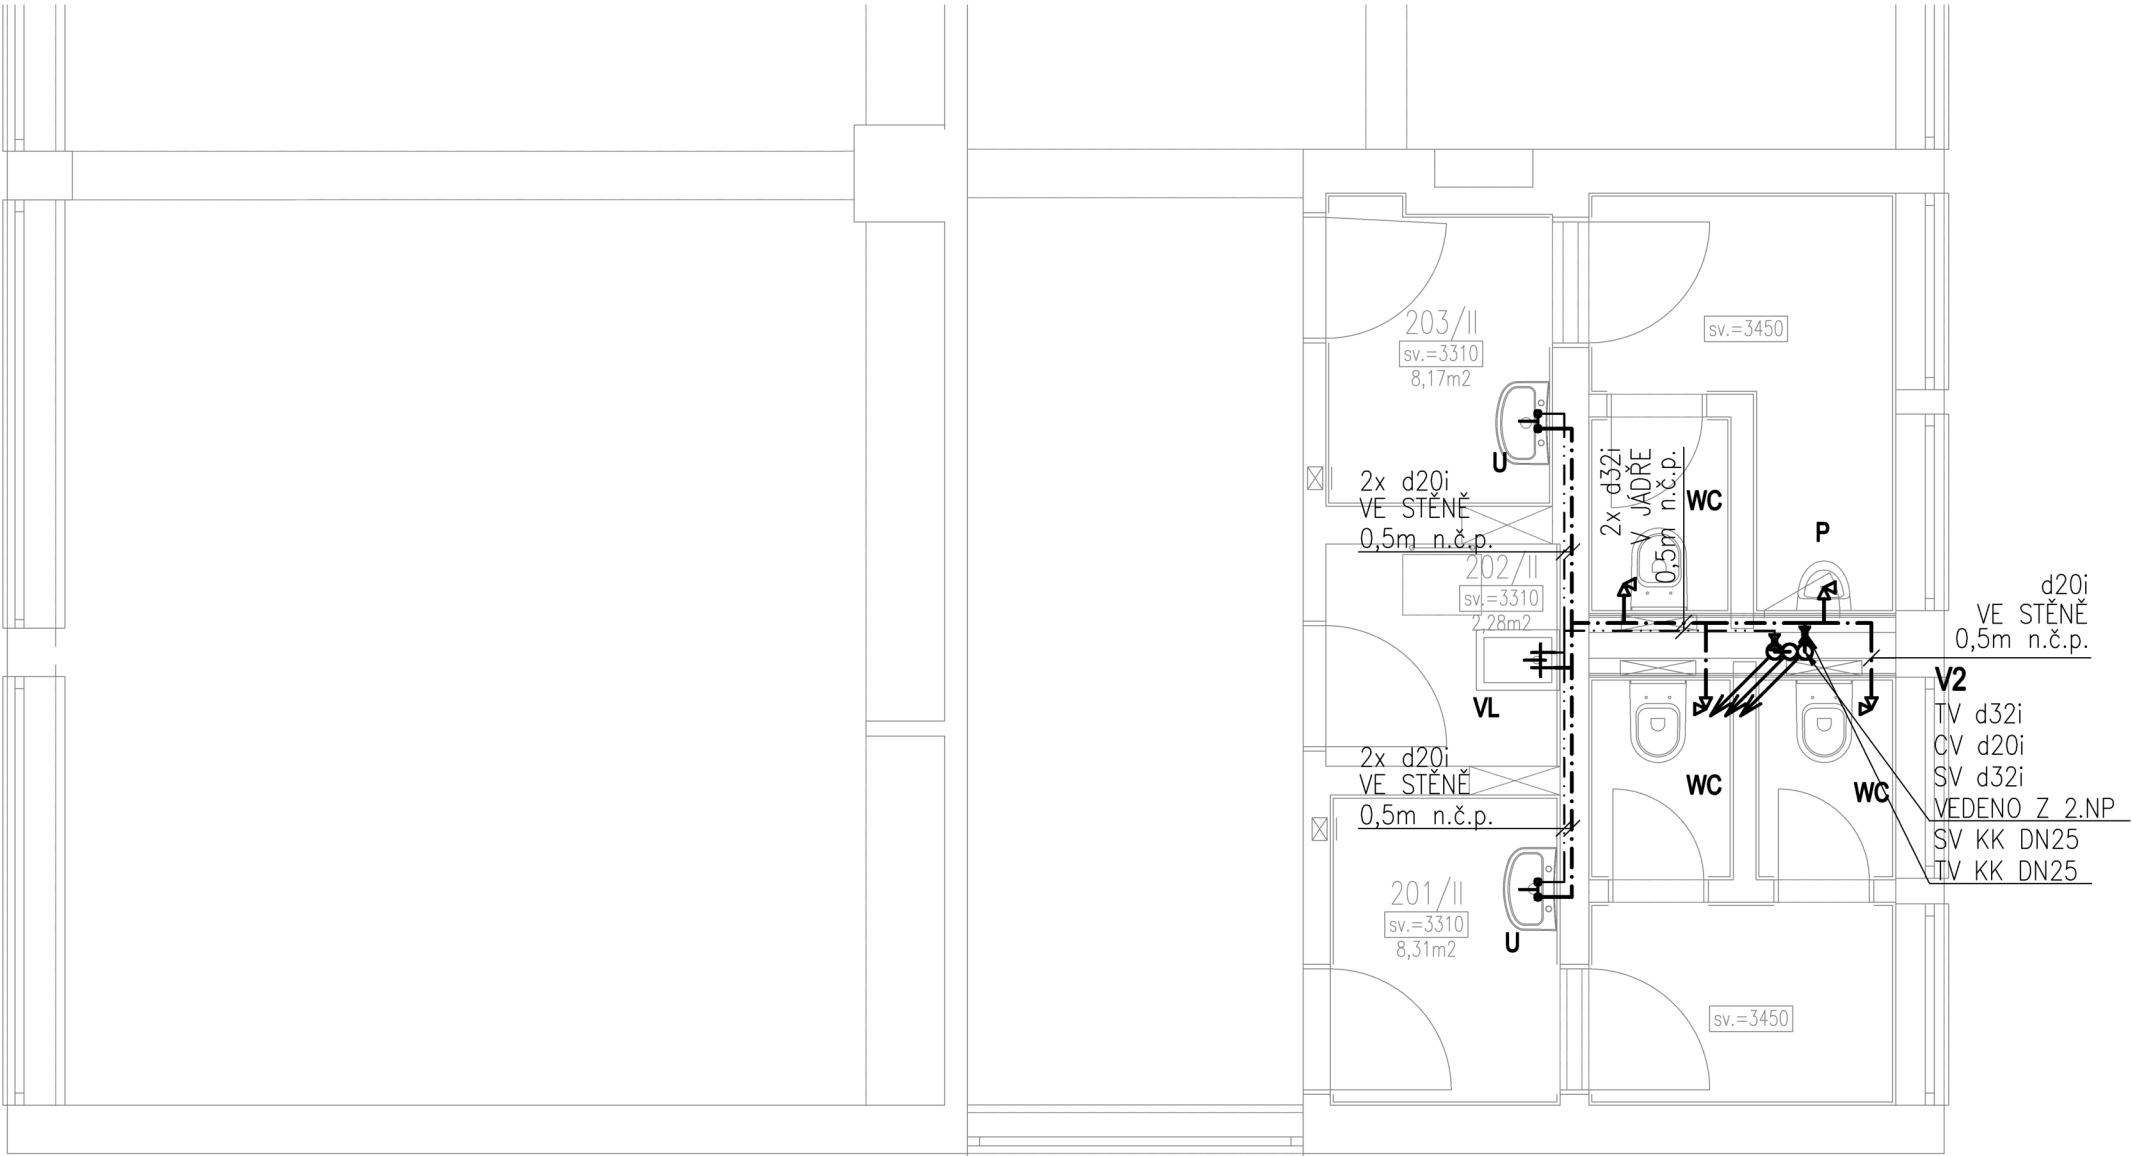 203/II
sv.=3310
8,17m2
sv.=3450
U
2x d20i
VE STĚNĚ
0,5m n.č.p.
2x d32i
V JÁDŘE
0,5m n.č.p.
WC
P
202/II
sv.=3310
2,28m2
d20i
VE STĚNĚ
0,5m n.č.p.
VL
V2
TV d32i
CV d20i
SV d32i
VEDENO Z 2.NP
SV KK DN25
TV KK DN25
2x d20i
VE STĚNĚ
0,5m n.č.p.
WC
WC
201/II
sv.=3310
8,31m2
U
sv.=3450